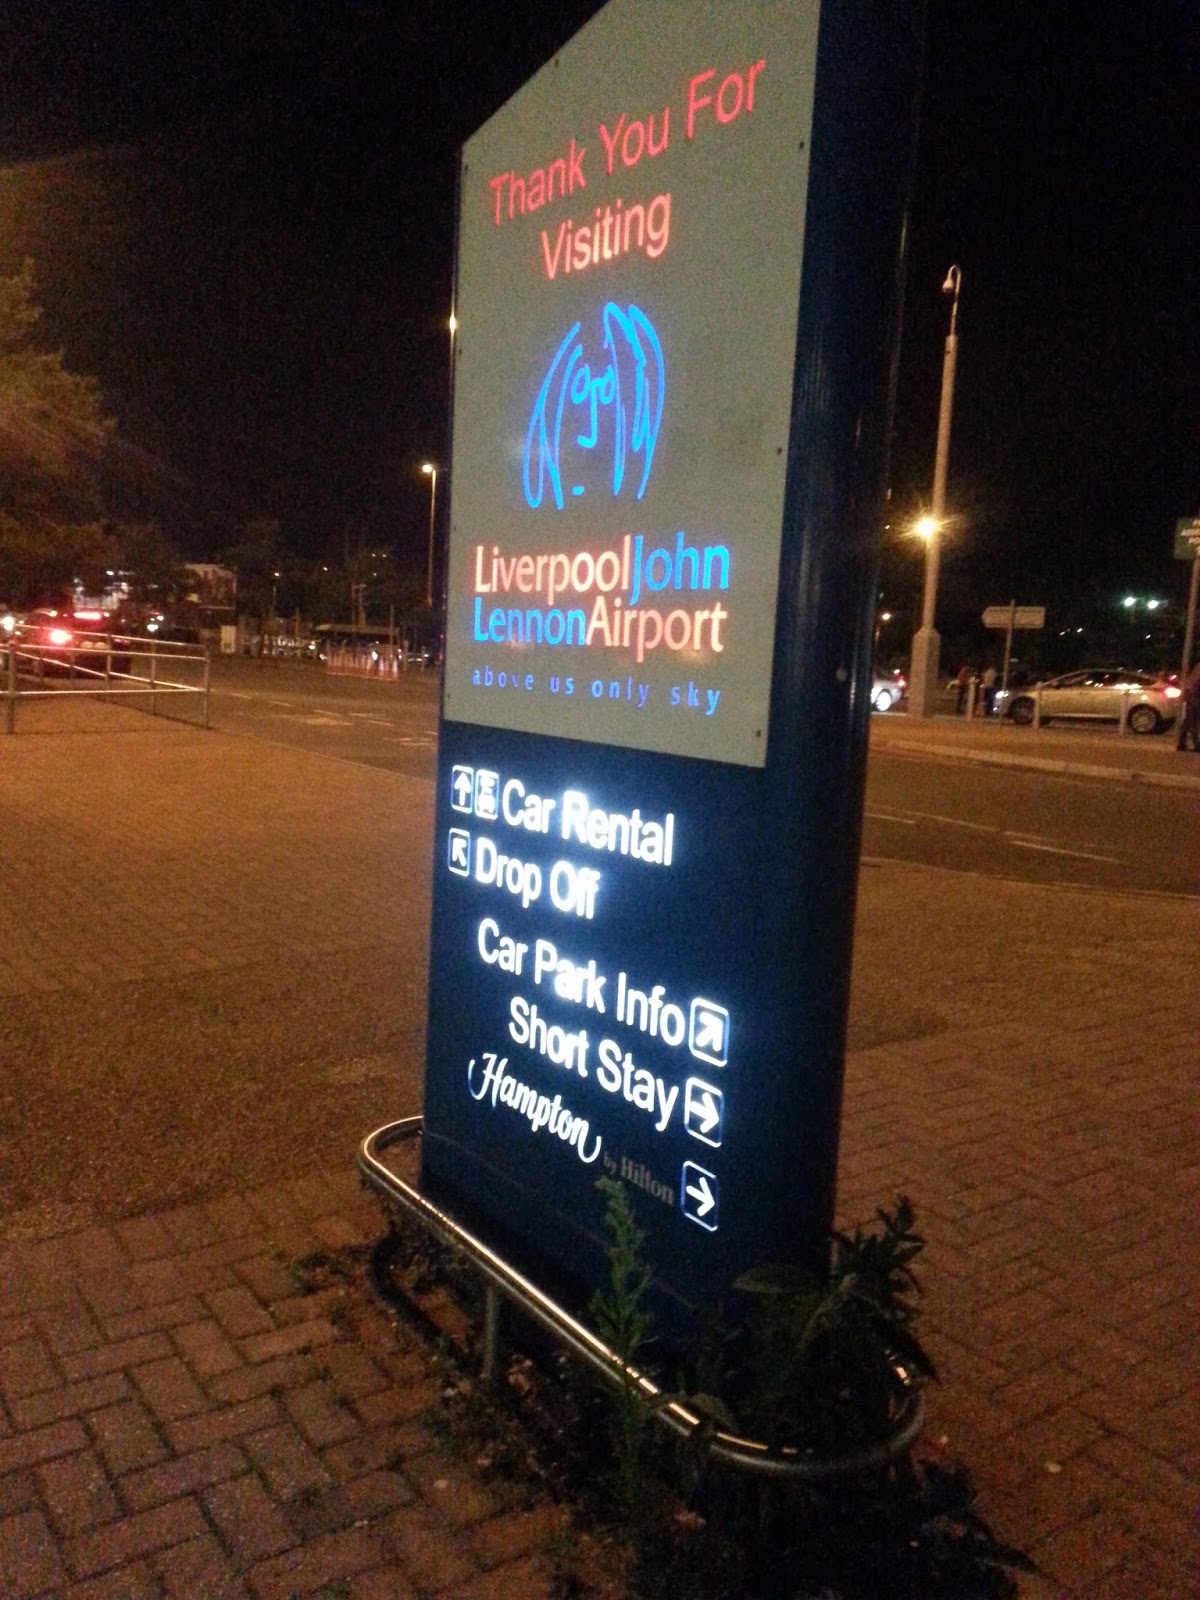 Thank You For
Visiting
LiverpoolJohn
LennonAirport
above us only sky
Car Rental
Drop Off
Car Park Info
Short Stay
Hampton
by Hilton